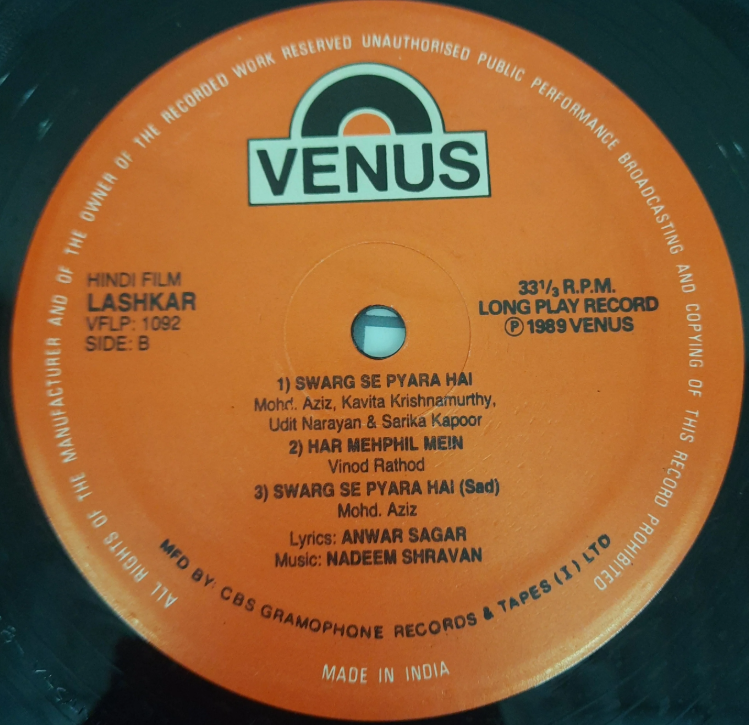 ALL RIGHTS OF THE MANUFACTURER AND OF THE OWNER OF THE RECORDED WORK RESERVED UNAUTHORISED PUBLIC PERFORMANCE BROADCASTING AND COPYING OF THIS RECORD PROHIBITED
VENUS
HINDI FILM
LASHKAR
VFLP: 1092
SIDE: B
33 1/3 R.P.M.
LONG PLAY RECORD
Ⓟ 1989 VENUS
1) SWARG SE PYARA HAI
Mohd. Aziz, Kavita Krishnamurthy,
Udit Narayan & Sarika Kapoor
2) HAR MEHPHIL MEIN
Vinod Rathod
3) SWARG SE PYARA HAI (Sad)
Mohd. Aziz
Lyrics: ANWAR SAGAR
Music: NADEEM SHRAVAN
MFD BY: CBS GRAMOPHONE RECORDS & TAPES (I) LTD
MADE IN INDIA